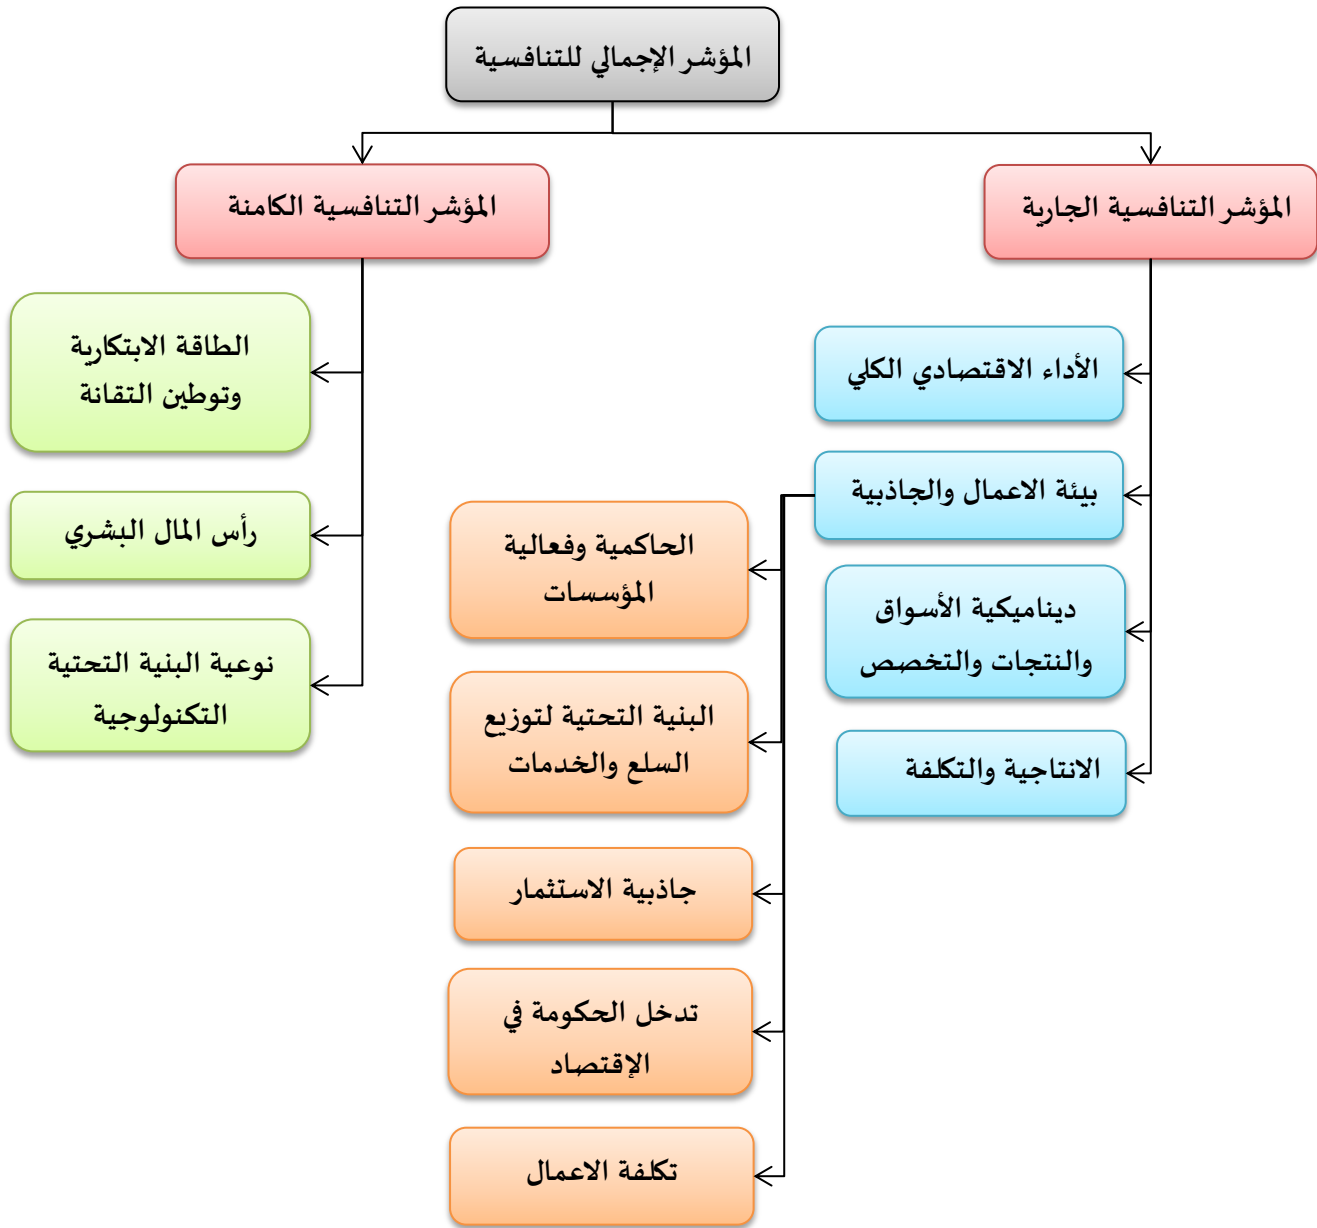 المؤشر الإجمالي للتنافسية
المؤشر التنافسية الجارية
المؤشر التنافسية الكامنة
الأداء الاقتصادي الكلي
بيئة الاعمال والجاذبية
ديناميكية الأسواق
والنتجات والتخصص
الانتاجية والتكلفة
الحاكمية وفعالية
المؤسسات
البنية التحتية لتوزيع
السلع والخدمات
جاذبية الاستثمار
تدخل الحكومة في
الإقتصاد
تكلفة الاعمال
الطاقة الابتكارية
وتوطين التقانة
رأس المال البشري
نوعية البنية التحتية
التكنولوجية